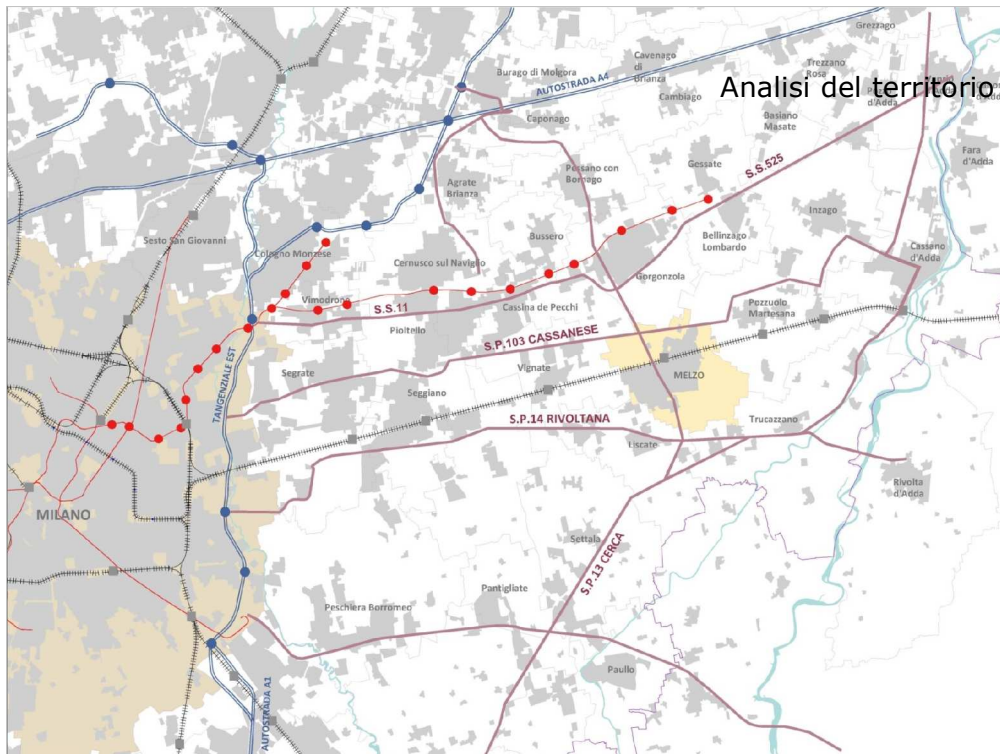 Grezzago
Cavenago
di
Brianza
Trezzano
Rosa
Burago di Molgora
AUTOSTRADA A4
Analisi del territorio
d'Adda
Cambiago
Caponago
Basiano
Masate
Fara
d'Adda
Pessano con
Bornago
Gessate
S.S.525
Agrate
Brianza
Inzago
Sesto San Giovanni
Bussero
Bellinzago
Lombardo
Cologno Monzese
Cernusco sul Naviglio
Cassano
d'Adda
Gorgonzola
Vimodrone
S.S.11
Cassina de Pecchi
Pozzuolo
Martesana
Pioltello
S.P.103 CASSANESE
TANGENZIALE EST
Segrate
Vignate
MELZO
Seggiano
Trucazzano
S.P.14 RIVOLTANA
Liscate
Rivolta
d'Adda
MILANO
Settala
S.P.13 CERCA
Pantigliate
Peschiera Borromeo
Paullo
AUTOSTRADA A1